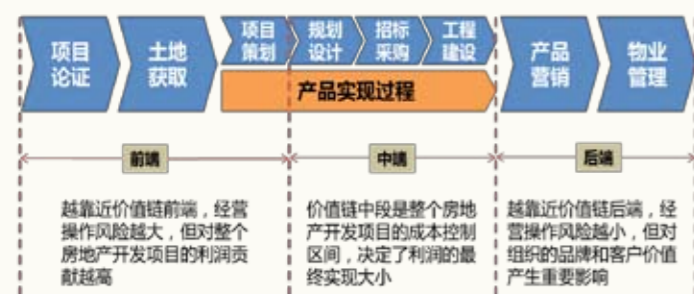 项目
论证
土地
获取
项目
策划
规划
设计
招标
采购
工程
建设
产品
营销
物业
管理
产品实现过程
前端
中端
后端
越靠近价值链前端，经营
操作风险越大，但对整个
房地产开发项目的利润贡
献越高
价值链中段是整个房地
产开发项目的成本控制
区间，决定了利润的最
终实现大小
越靠近价值链后端，经
营操作风险越小，但对
组织的品牌和客户价值
产生重要影响